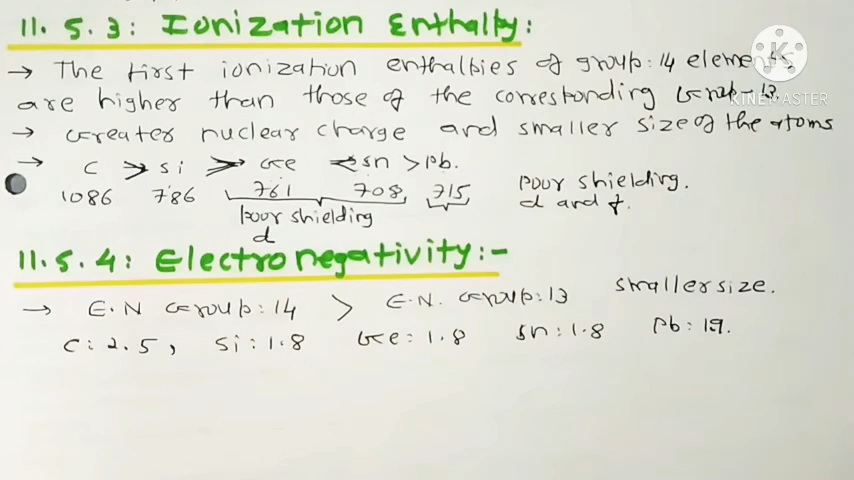 11.5.3: Ionization Enthalpy:
→ The first ionization enthalpies of group:14 elements
are higher than those of the corresponding Group-13.
KINEMASTER
→ Greater nuclear charge and smaller size of the atoms
→ C > Si > Ge > Sn > Pb.
1086 786 761 708 715 Poor shielding.
d and f.
Poor shielding
d
11.5.4: Electronegativity:-
→ E.N Group:14 > E.N. Group:13 smaller size.
C:2.5, Si:1.8 Ge:1.8 Sn:1.8 Pb:19.